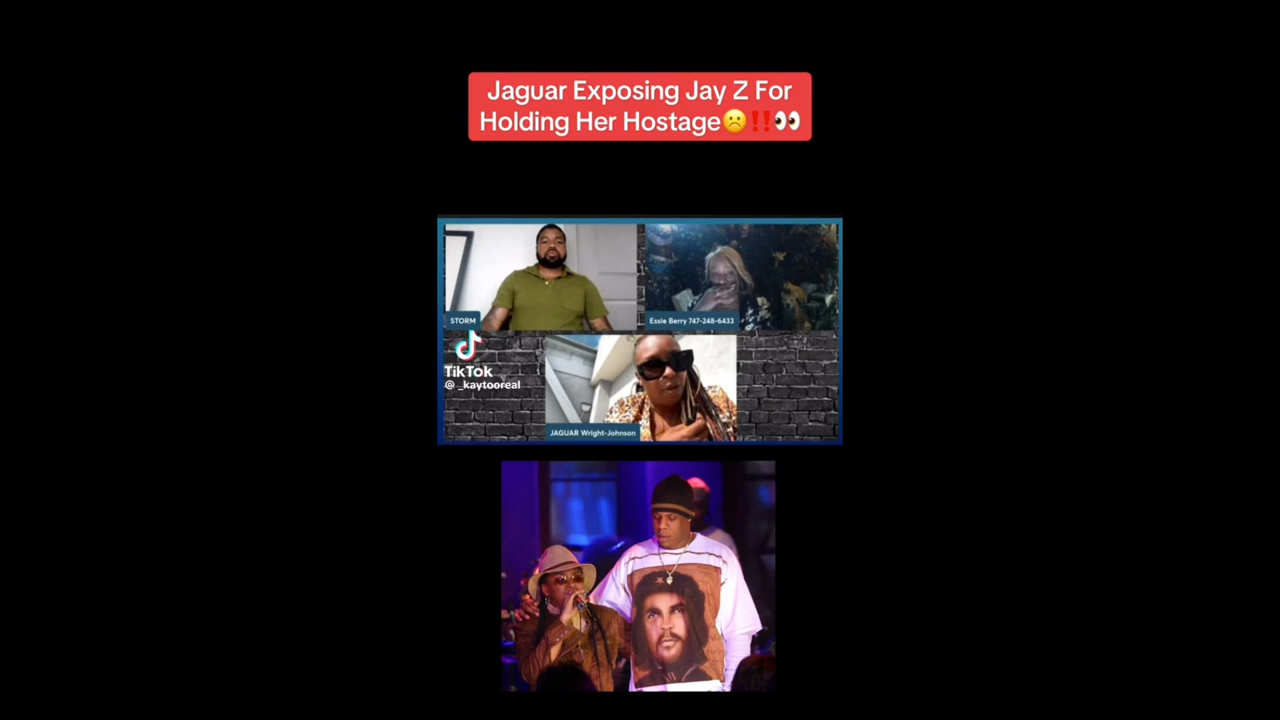 Jaguar Exposing Jay Z For
Holding Her Hostage☹️‼️👀
STORM
Essie Berry 747-248-6433
TikTok
@ _kaytooreal
JAGUAR Wright-Johnson